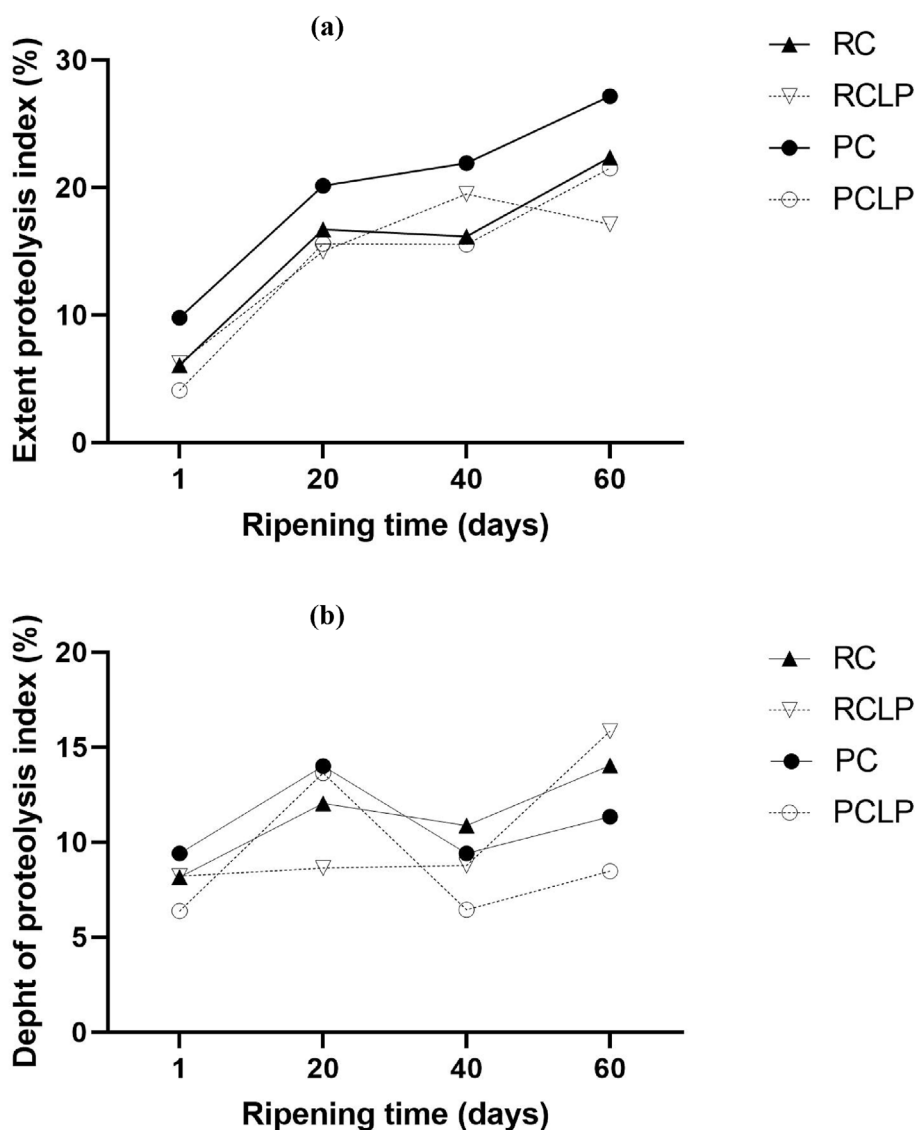 (a)
Extent proteolysis index (%)
30
20
10
0
1 20 40 60
Ripening time (days)
RC
RCLP
PC
PCLP
(b)
Depht of proteolysis index (%)
20
15
10
5
0
1 20 40 60
Ripening time (days)
RC
RCLP
PC
PCLP